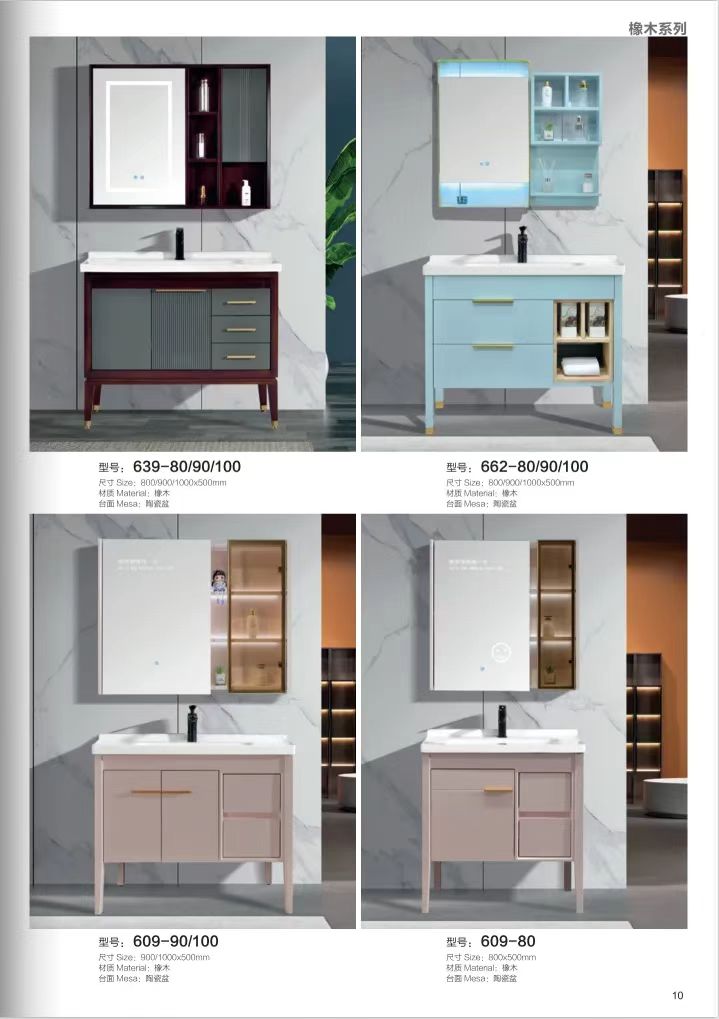 橡木系列
型号：639-80/90/100
尺寸 Size：800/900/1000x500mm
材质 Material：橡木
台面 Mesa：陶瓷盆
型号：662-80/90/100
尺寸 Size：800/900/1000x500mm
材质 Material：橡木
台面 Mesa：陶瓷盆
型号：609-90/100
尺寸 Size：900/1000x500mm
材质 Material：橡木
台面 Mesa：陶瓷盆
型号：609-80
尺寸 Size：800x500mm
材质 Material：橡木
台面 Mesa：陶瓷盆
10